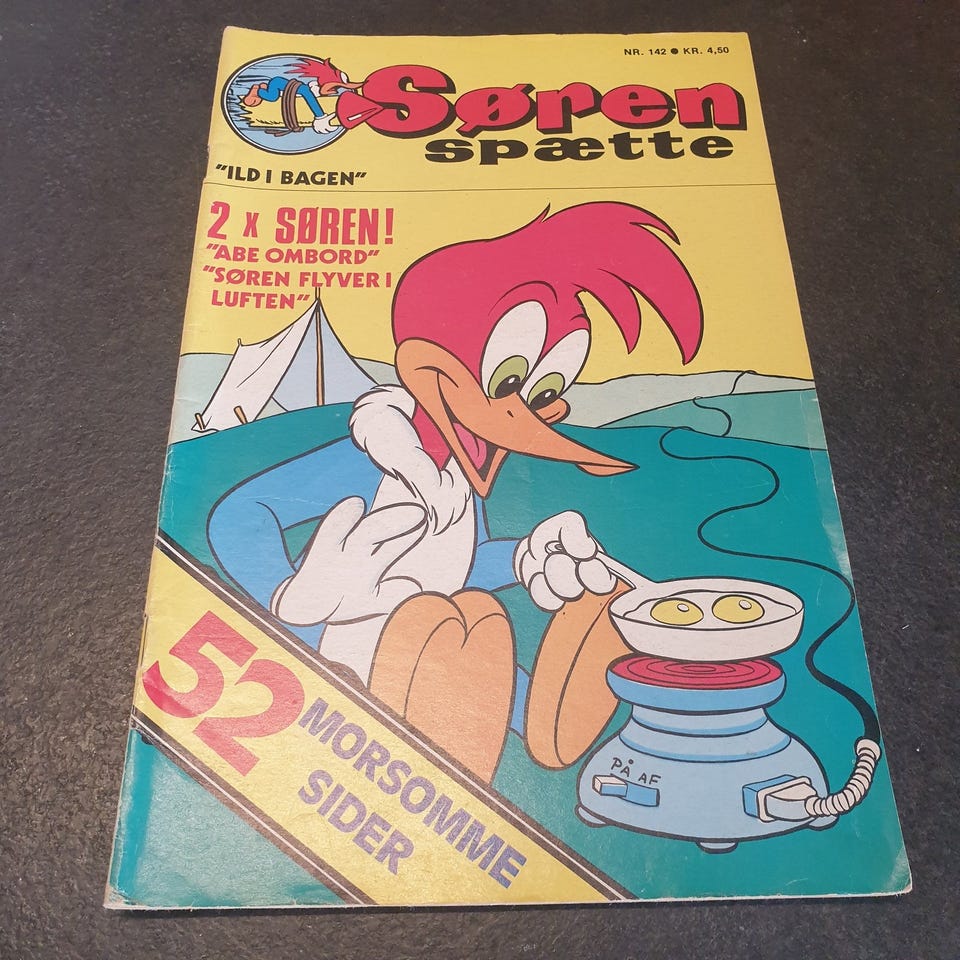 NR. 142 ● KR. 4,50
Søren
spætte
"ILD I BAGEN"
2 x SØREN!
"ABE OMBORD"
"SØREN FLYVER I
LUFTEN"
PÅ AF
52 MORSOMME
SIDER